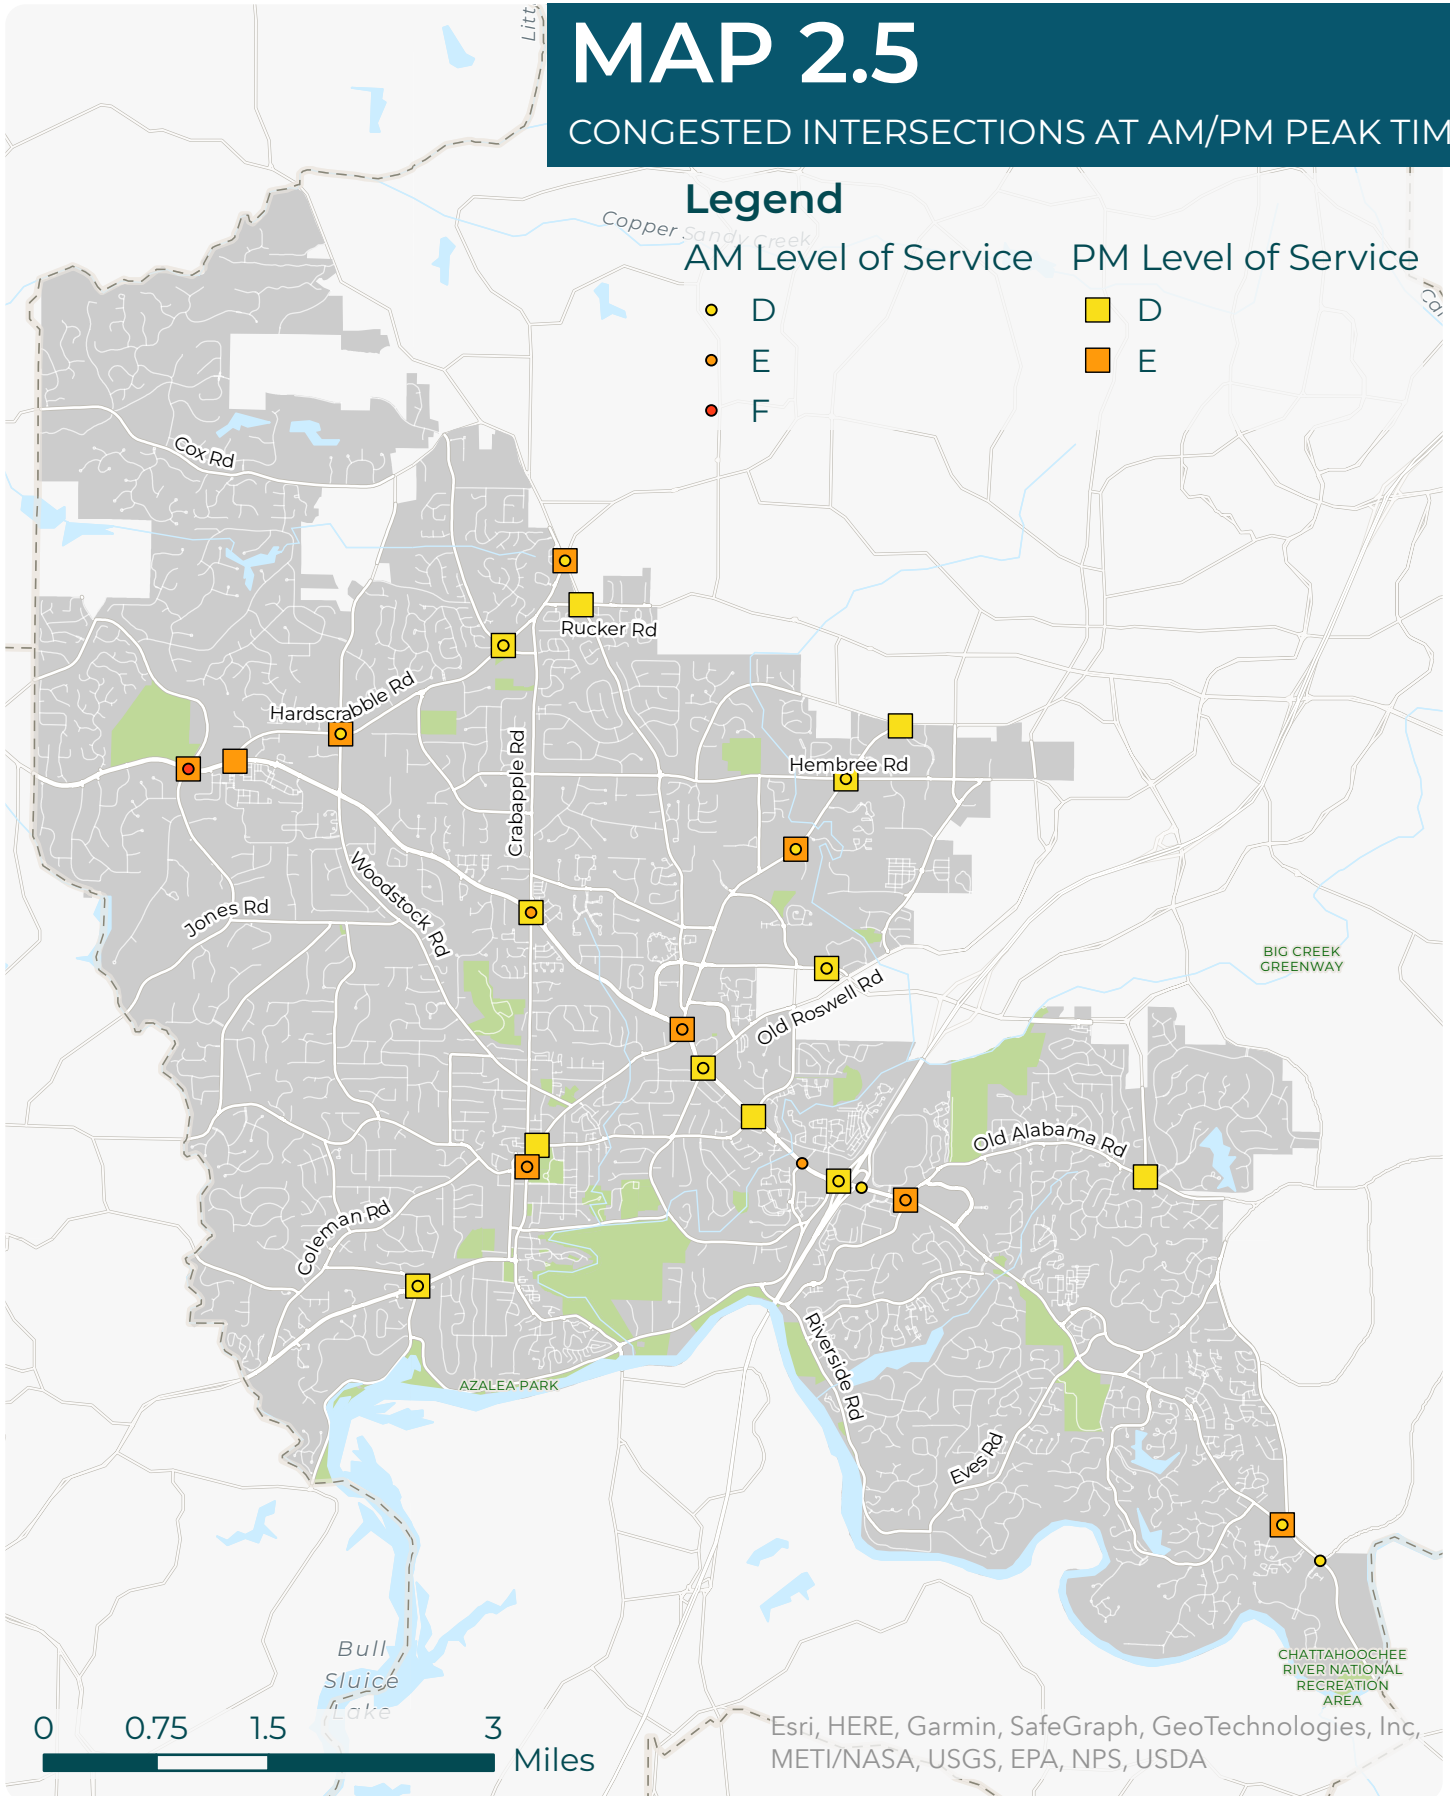 MAP 2.5
CONGESTED INTERSECTIONS AT AM/PM PEAK TIM
Legend
Copper Sandy Creek
AM Level of Service
D
E
F
PM Level of Service
D
E
Cox Rd
Rucker Rd
Hardscrabble Rd
Crabapple Rd
Hembree Rd
Woodstock Rd
Jones Rd
BIG CREEK
GREENWAY
Old Roswell Rd
Old Alabama Rd
Coleman Rd
Riverside Rd
AZALEA PARK
Eves Rd
Bull
Sluice
Lake
CHATTAHOOCHEE
RIVER NATIONAL
RECREATION
AREA
0 0.75 1.5 3
Miles
Esri, HERE, Garmin, SafeGraph, GeoTechnologies, Inc,
METI/NASA, USGS, EPA, NPS, USDA